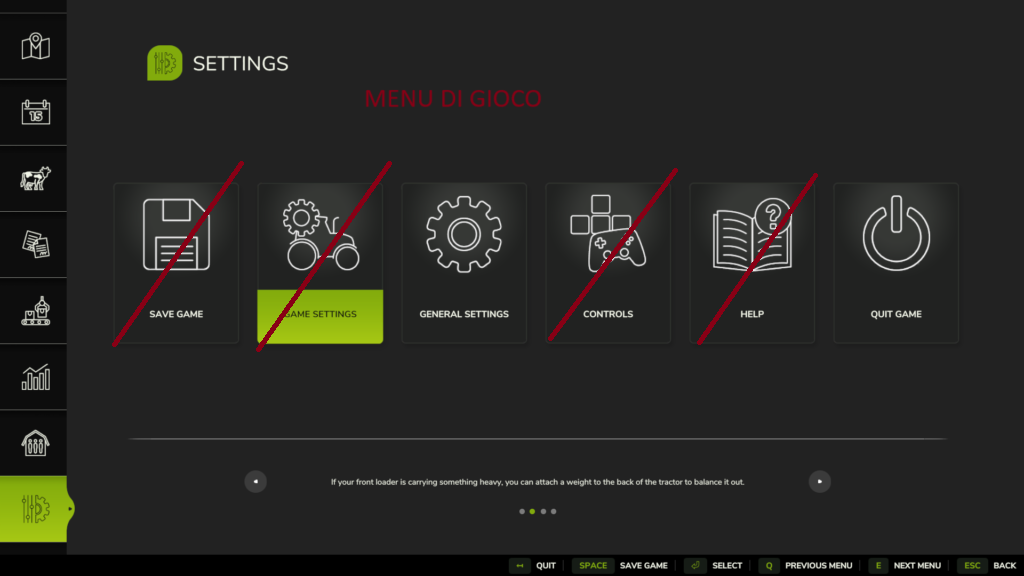 15
SETTINGS
MENU DI GIOCO
SAVE GAME
GAME SETTINGS
GENERAL SETTINGS
CONTROLS
?
HELP
QUIT GAME
If your front loader is carrying something heavy, you can attach a weight to the back of the tractor to balance it out.
QUIT SPACE SAVE GAME SELECT Q PREVIOUS MENU E NEXT MENU ESC BACK